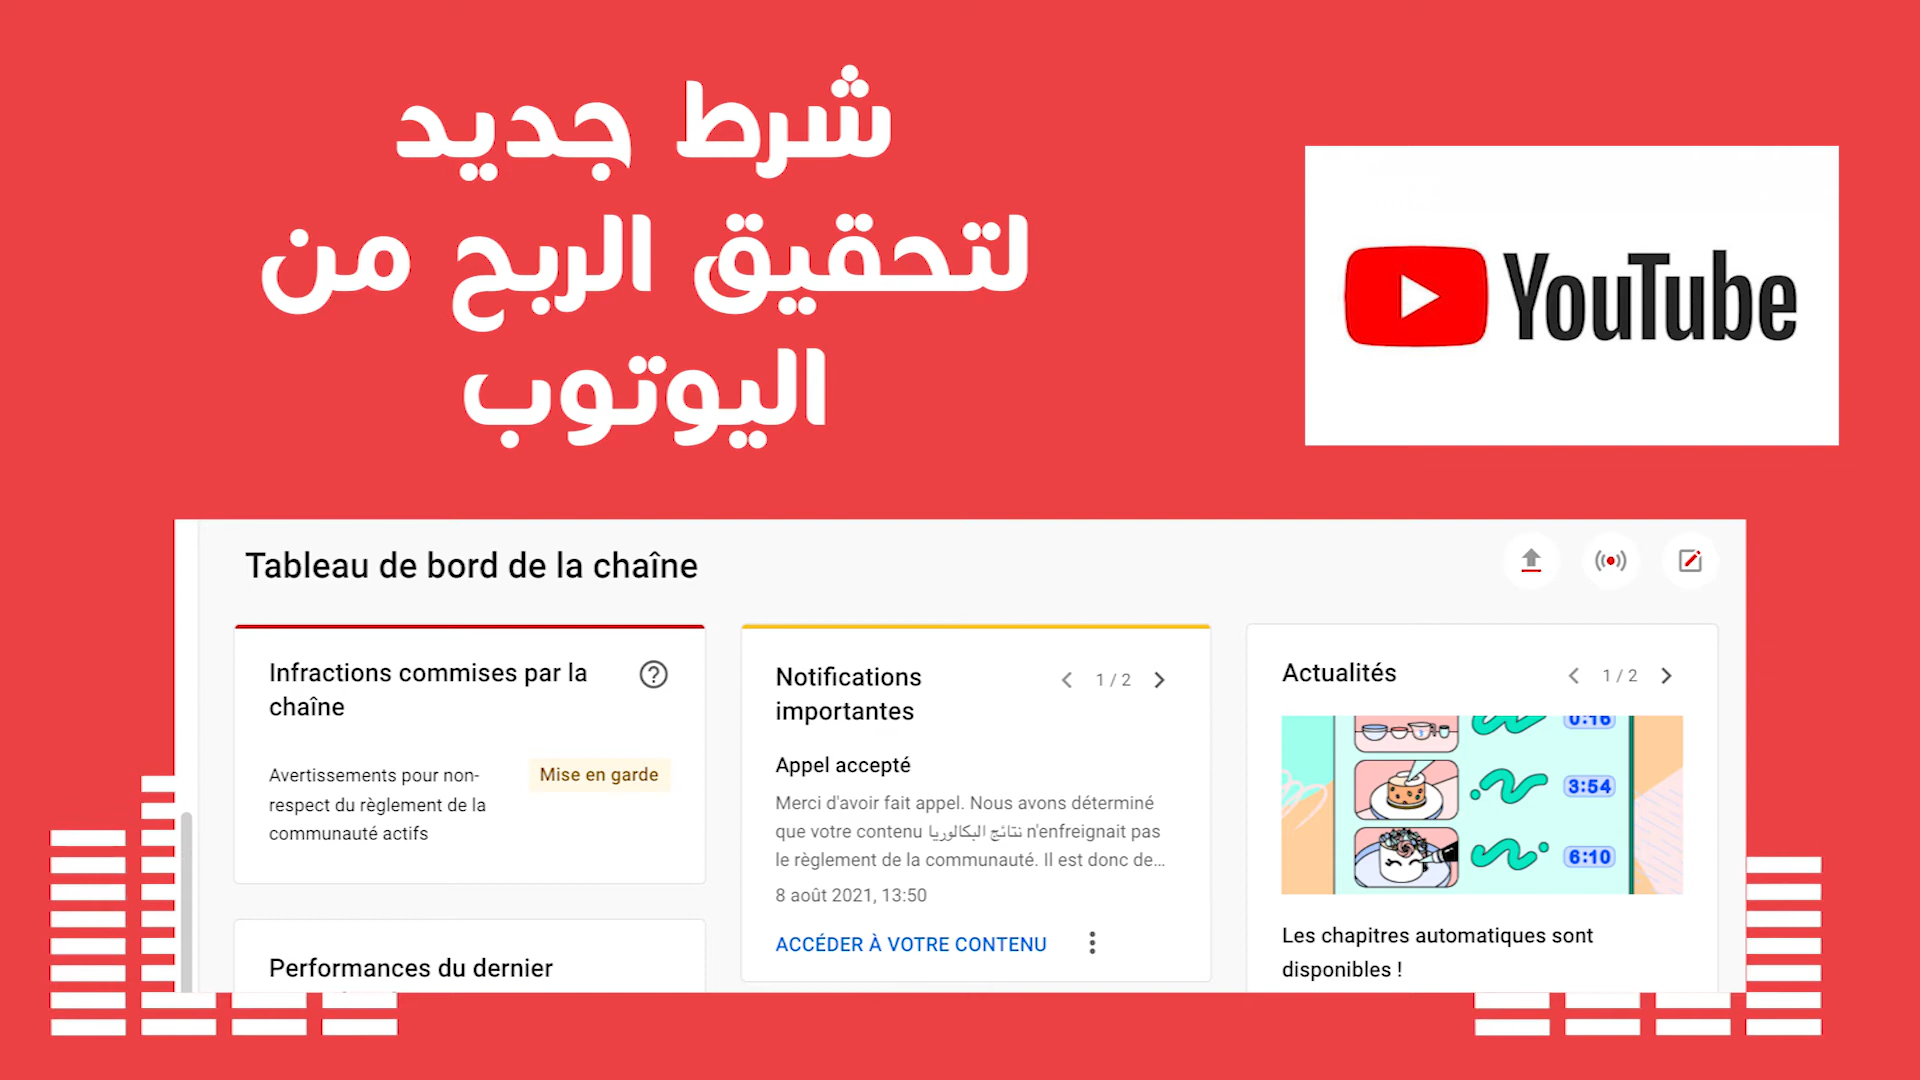 شرط جديد
لتحقيق الربح من
اليوتوب
YouTube
Tableau de bord de la chaîne
Infractions commises par la
chaîne
Avertissements pour non-
respect du règlement de la
communauté actifs
Mise en garde
Performances du dernier
Notifications
importantes
1 / 2
Appel accepté
Merci d'avoir fait appel. Nous avons déterminé
que votre contenu نتائج البكالوريا n'enfreignait pas
le règlement de la communauté. Il est donc de...
8 août 2021, 13:50
ACCÉDER À VOTRE CONTENU
Actualités
1 / 2
0:16
3:54
6:10
Les chapitres automatiques sont
disponibles !